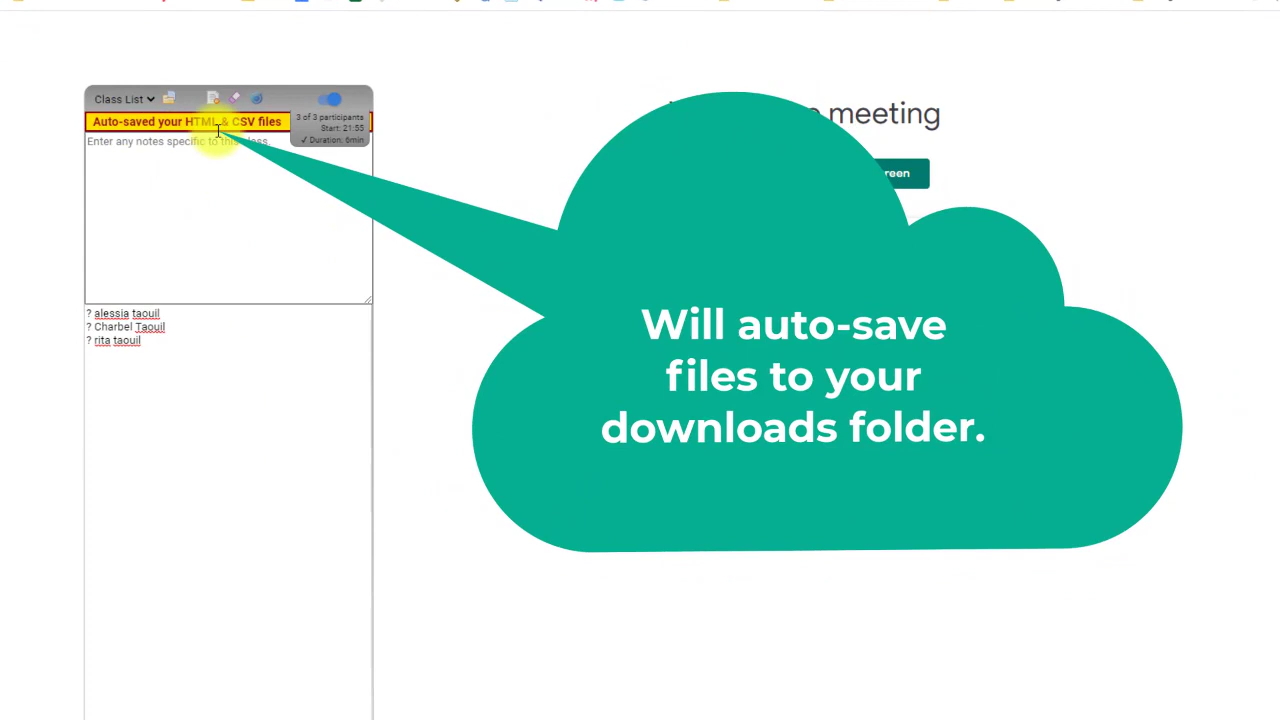 Class List
Auto-saved your HTML & CSV files
3 of 3 participants
Start: 21:55
✓ Duration: 6min
Enter any notes specific to this class.
? alessia taouil
? Charbel Taouil
? rita taouil
meeting
reen
Will auto-save
files to your
downloads folder.